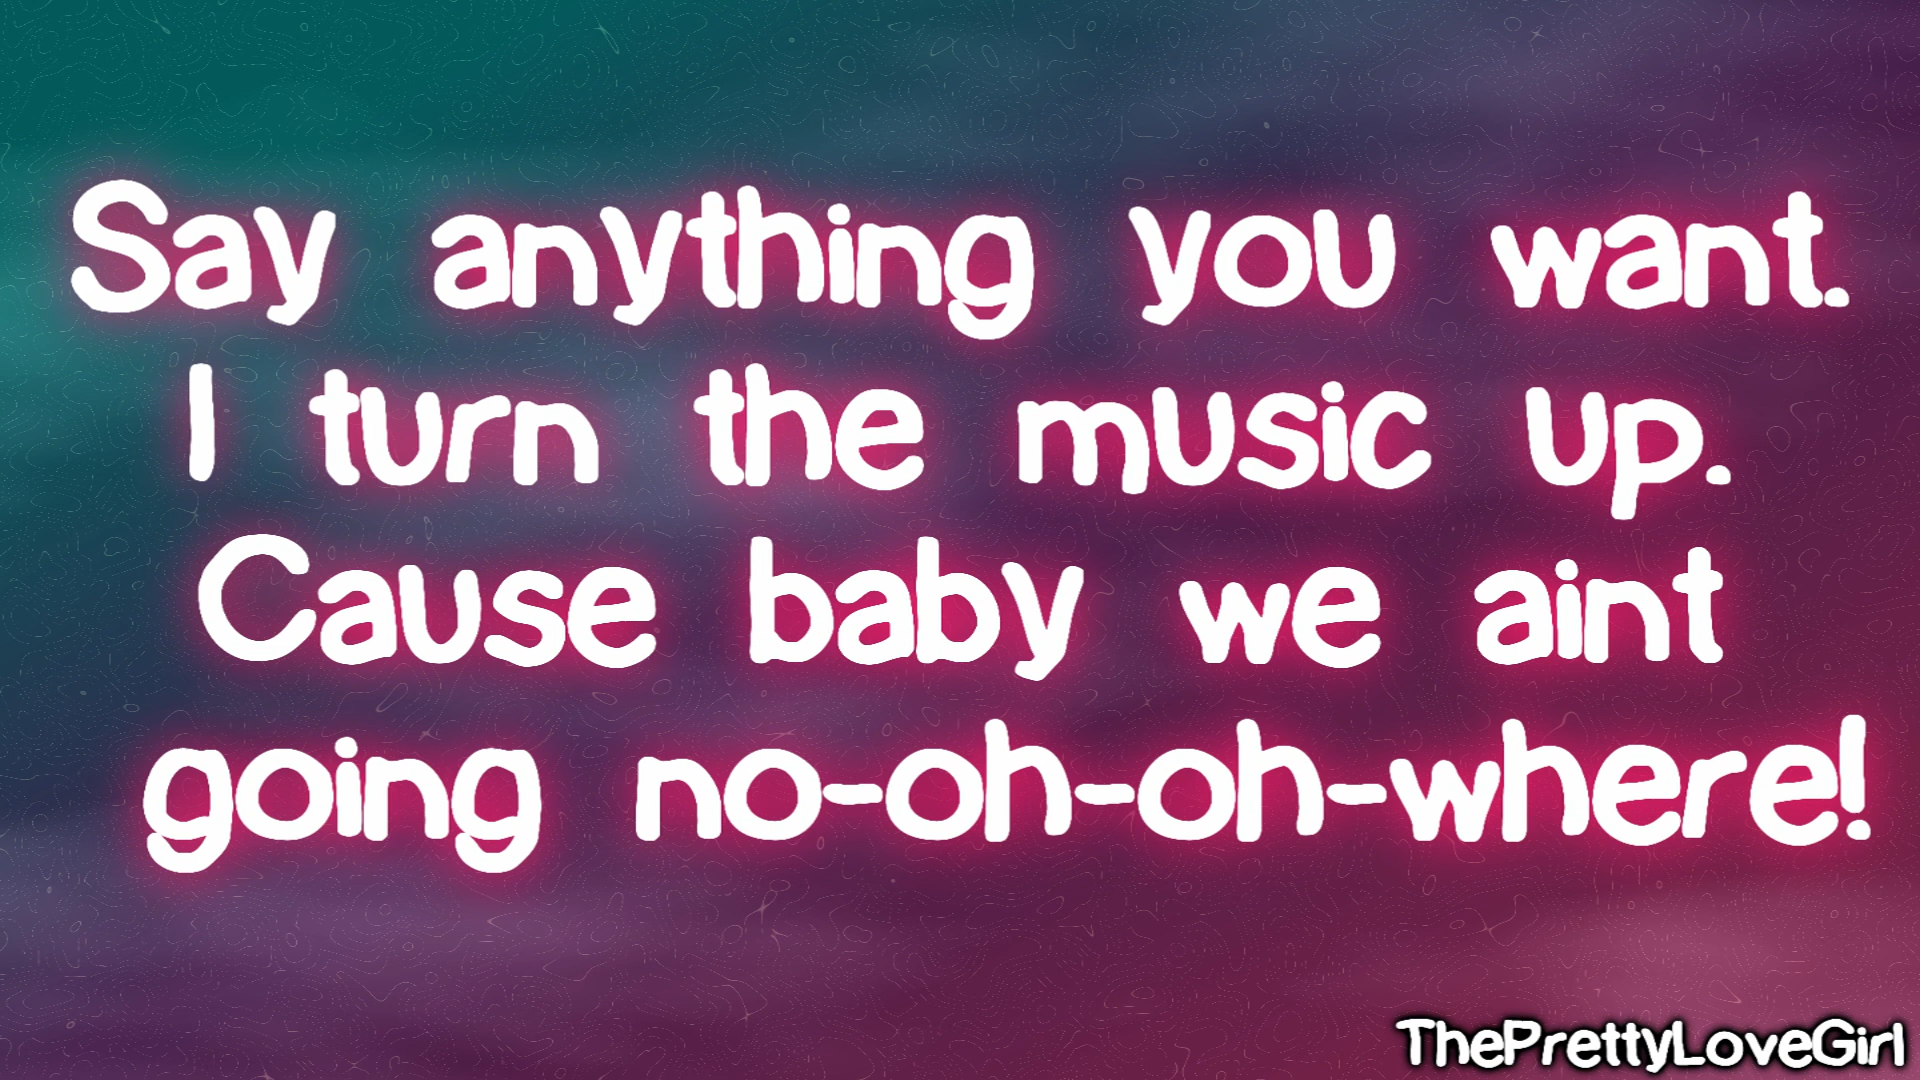 Say anything you want.
I turn the music up.
Cause baby we aint
going no-oh-oh-where!
ThePrettyLoveGirl